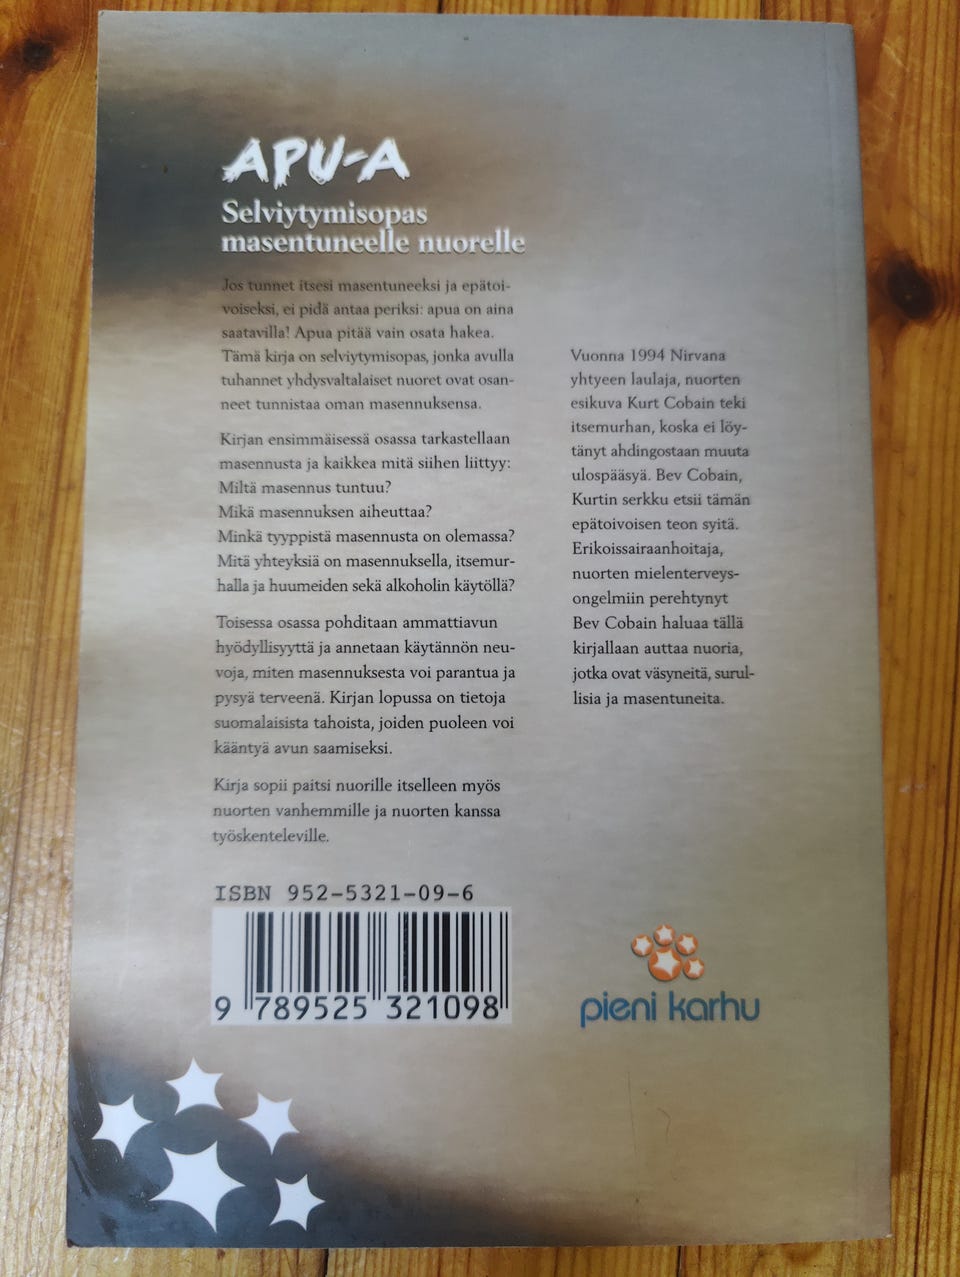 APU-A
Selviytymisopas
masentuneelle nuorelle
Jos tunnet itsesi masentuneeksi ja epätoi-
voiseksi, ei pidä antaa periksi: apua on aina
saatavilla! Apua pitää vain osata hakea.
Tämä kirja on selviytymisopas, jonka avulla
tuhannet yhdysvaltalaiset nuoret ovat osan-
neet tunnistaa oman masennuksensa.
Kirjan ensimmäisessä osassa tarkastellaan
masennusta ja kaikkea mitä siihen liittyy:
Miltä masennus tuntuu?
Mikä masennuksen aiheuttaa?
Minkä tyyppistä masennusta on olemassa?
Mitä yhteyksiä on masennuksella, itsemur-
halla ja huumeiden sekä alkoholin käytöllä?
Toisessa osassa pohditaan ammattiavun
hyödyllisyyttä ja annetaan käytännön neu-
voja, miten masennuksesta voi parantua ja
pysyä terveenä. Kirjan lopussa on tietoja
suomalaisista tahoista, joiden puoleen voi
kääntyä avun saamiseksi.
Kirja sopii paitsi nuorille itselleen myös
nuorten vanhemmille ja nuorten kanssa
työskenteleville.
Vuonna 1994 Nirvana
yhtyeen laulaja, nuorten
esikuva Kurt Cobain teki
itsemurhan, koska ei löy-
tänyt ahdingostaan muuta
ulospääsyä. Bev Cobain,
Kurtin serkku etsii tämän
epätoivoisen teon syitä.
Erikoissairaanhoitaja,
nuorten mielenterveys-
ongelmiin perehtynyt
Bev Cobain haluaa tällä
kirjallaan auttaa nuoria,
jotka ovat väsyneitä, surul-
lisia ja masentuneita.
ISBN 952-5321-09-6
9 789525 321098
pieni karhu